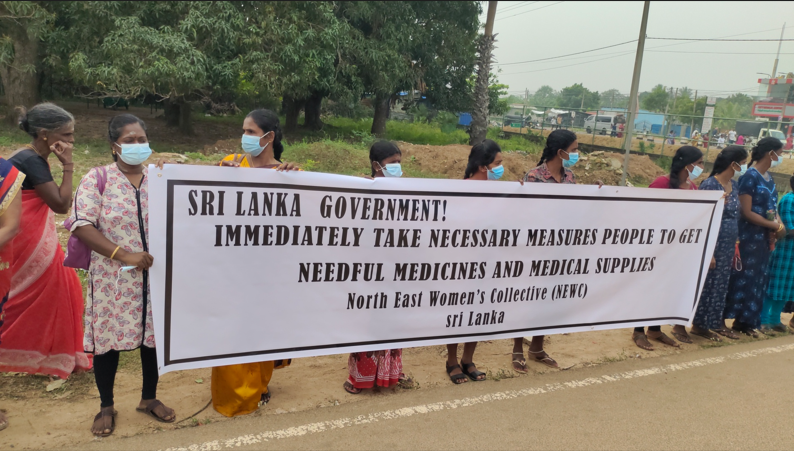 SRI LANKA GOVERNMENT!
IMMEDIATELY TAKE NECESSARY MEASURES PEOPLE TO GET
NEEDFUL MEDICINES AND MEDICAL SUPPLIES
North East Women's Collective (NEWC)
sri Lanka